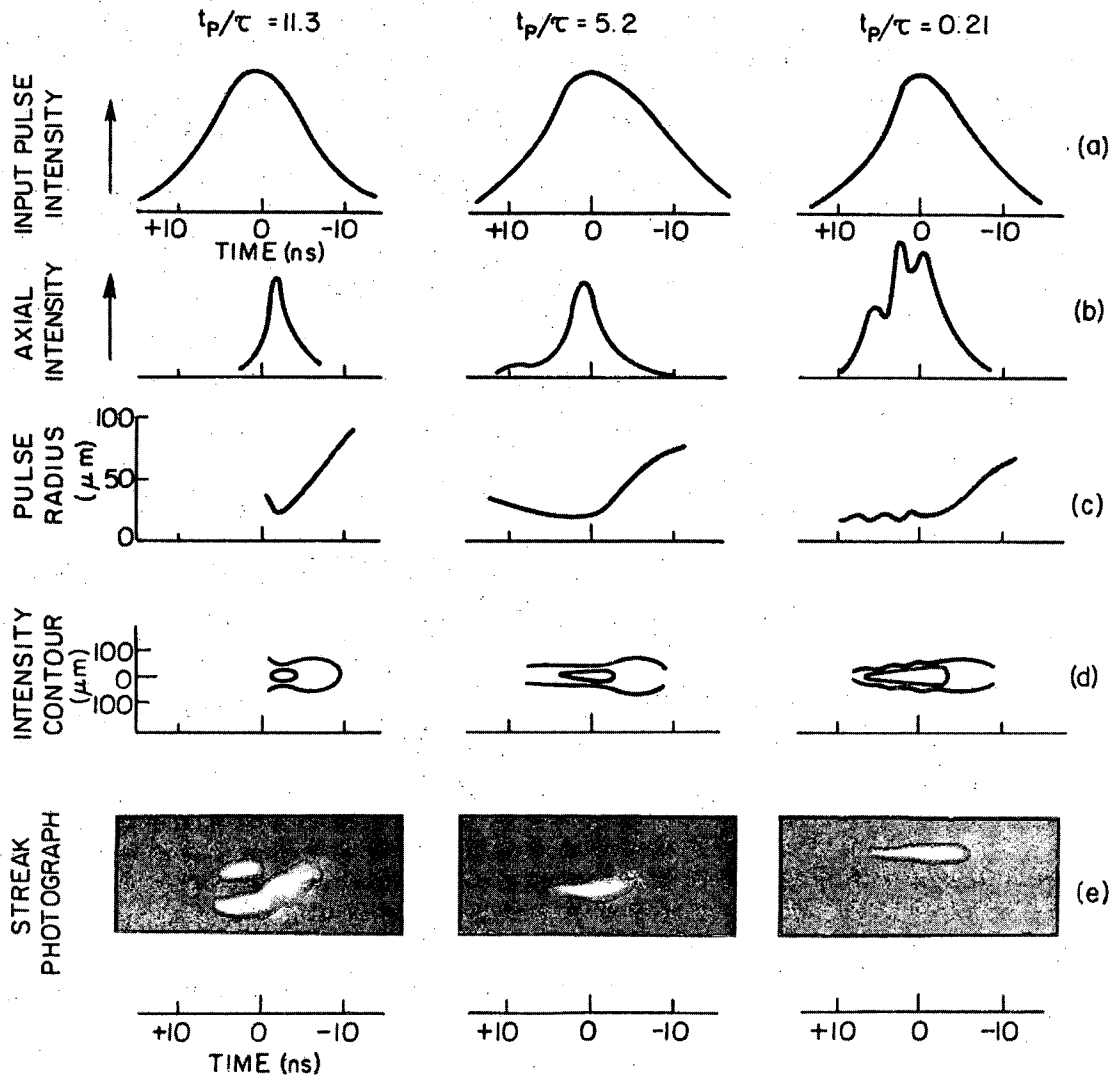 t_p/τ = 11.3 t_p/τ = 5.2 t_p/τ = 0.21
INPUT PULSE
INTENSITY
+10 0 -10 +10 0 -10 +10 0 -10
TIME (ns)
(a)
AXIAL
INTENSITY
(b)
PULSE
RADIUS
(μm)
100
50
0
(c)
INTENSITY
CONTOUR
(μm)
100
0
100
(d)
STREAK
PHOTOGRAPH
(e)
+10 0 -10 +10 0 -10 +10 0 -10
TIME (ns)